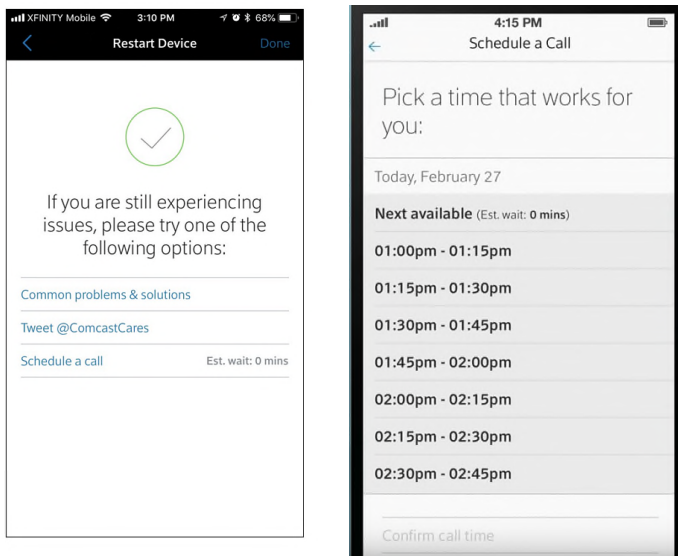 XFINITY Mobile 3:10 PM 68%
Restart Device Done
If you are still experiencing
issues, please try one of the
following options:
Common problems & solutions
Tweet @ComcastCares
Schedule a call Est. wait: 0 mins
4:15 PM
Schedule a Call
Pick a time that works for
you:
Today, February 27
Next available (Est. wait: 0 mins)
01:00pm - 01:15pm
01:15pm - 01:30pm
01:30pm - 01:45pm
01:45pm - 02:00pm
02:00pm - 02:15pm
02:15pm - 02:30pm
02:30pm - 02:45pm
Confirm call time